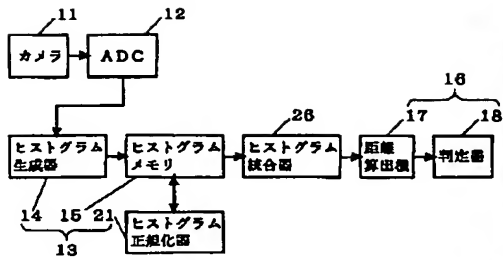 11
12
カメラ
ADC
16
26
17
18
ヒストグラム
生成器
ヒストグラム
メモリ
ヒストグラム
統合器
距離
算出機
判定器
14
15
21
ヒストグラム
正規化器
13